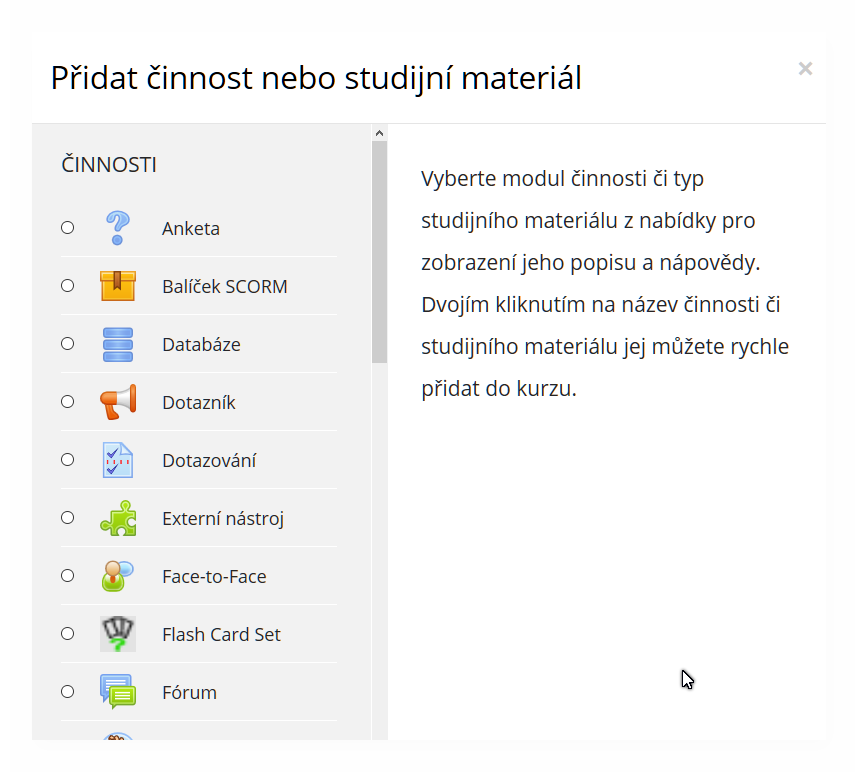 Přidat činnost nebo studijní materiál
×
ČINNOSTI
Anketa
Balíček SCORM
Databáze
Dotazník
Dotazování
Externí nástroj
Face-to-Face
Flash Card Set
Fórum
Vyberte modul činnosti či typ
studijního materiálu z nabídky pro
zobrazení jeho popisu a nápovědy.
Dvojím kliknutím na název činnosti či
studijního materiálu jej můžete rychle
přidat do kurzu.